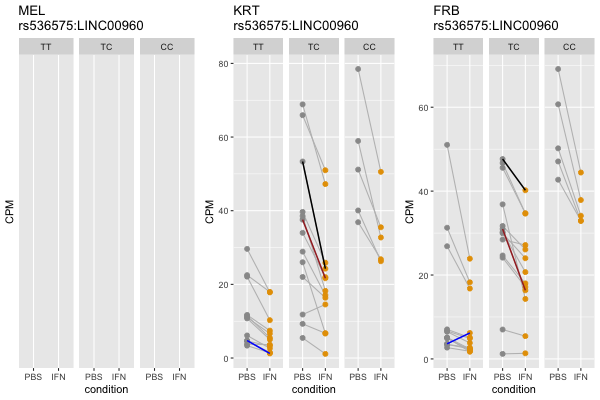 MEL
rs536575:LINC00960
TT TC CC
CPM
PBS IFN PBS IFN PBS IFN
condition
KRT
rs536575:LINC00960
TT TC CC
80
60
40
20
0
CPM
PBS IFN PBS IFN PBS IFN
condition
FRB
rs536575:LINC00960
TT TC CC
60
40
20
0
CPM
PBS IFN PBS IFN PBS IFN
condition